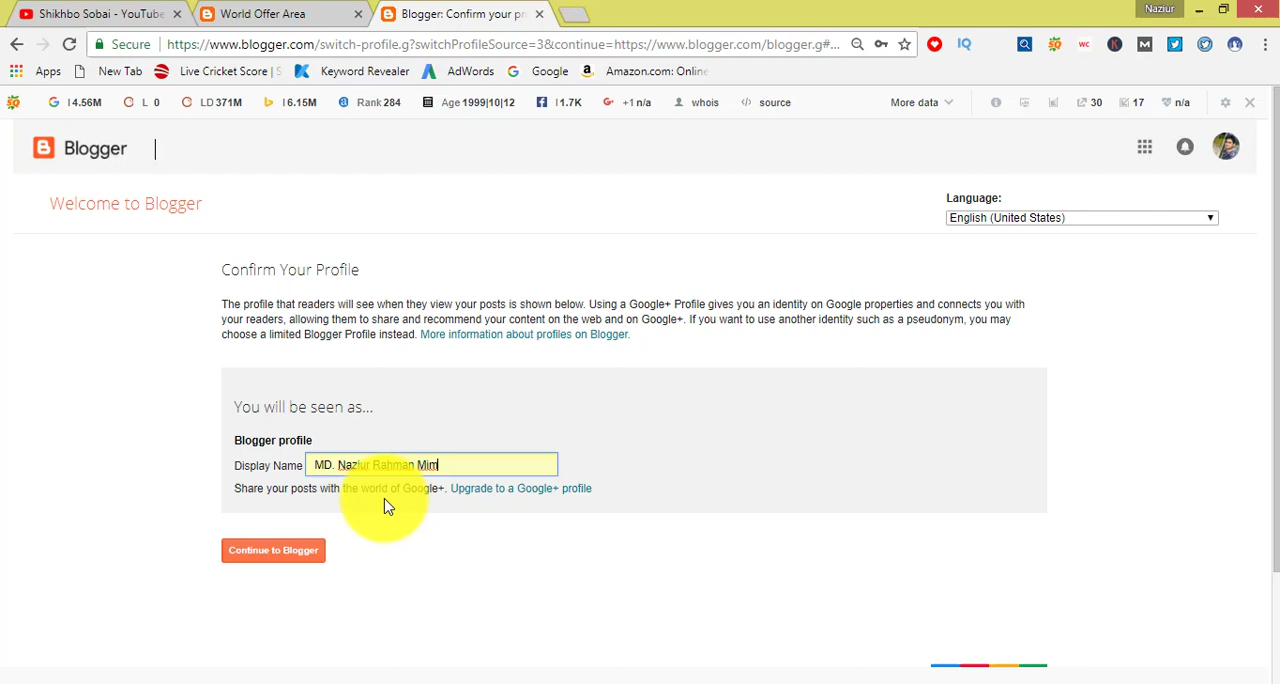 Shikhbo Sobai - YouTube
World Offer Area
Blogger: Confirm your pr
Naziur
Secure
https://www.blogger.com/switchprofile.g?switchProfileSource=3&continue=https://www.blogger.com/blogger.g#...
Apps
New Tab
Live Cricket Score | S
Keyword Revealer
AdWords
Google
Amazon.com: Online
I 4.56M
L 0
LD 371M
I 6.15M
Rank 284
Age 1999|10|12
I 1.7K
+1 n/a
whois
source
More data
30
17
n/a
Blogger
Welcome to Blogger
Language:
English (United States)
Confirm Your Profile
The profile that readers will see when they view your posts is shown below. Using a Google+ Profile gives you an identity on Google properties and connects you with
your readers, allowing them to share and recommend your content on the web and on Google+. If you want to use another identity such as a pseudonym, you may
choose a limited Blogger Profile instead. More information about profiles on Blogger.
You will be seen as...
Blogger profile
Display Name MD. Naziur Rahman Mim
Share your posts with the world of Google+. Upgrade to a Google+ profile
Continue to Blogger